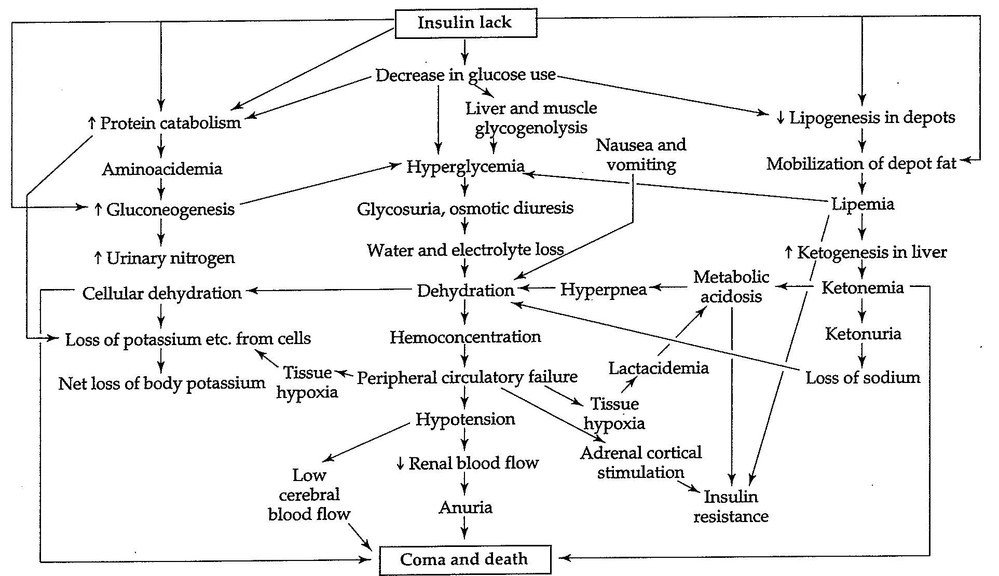 Insulin lack
Decrease in glucose use
Liver and muscle
glycogenolysis
↑ Protein catabolism
↓ Lipogenesis in depots
Nausea and
vomiting
Aminoacidemia
Hyperglycemia
Mobilization of depot fat
↑ Gluconeogenesis
Glycosuria, osmotic diuresis
Lipemia
↑ Urinary nitrogen
Water and electrolyte loss
↑ Ketogenesis in liver
Cellular dehydration
Dehydration
Hyperpnea
Metabolic
acidosis
Ketonemia
Loss of potassium etc. from cells
Hemoconcentration
Ketonuria
Net loss of body potassium
Tissue
hypoxia
Peripheral circulatory failure
Lactacidemia
Loss of sodium
Tissue
hypoxia
Hypotension
Adrenal cortical
stimulation
↓ Renal blood flow
Low
cerebral
blood flow
Anuria
Insulin
resistance
Coma and death